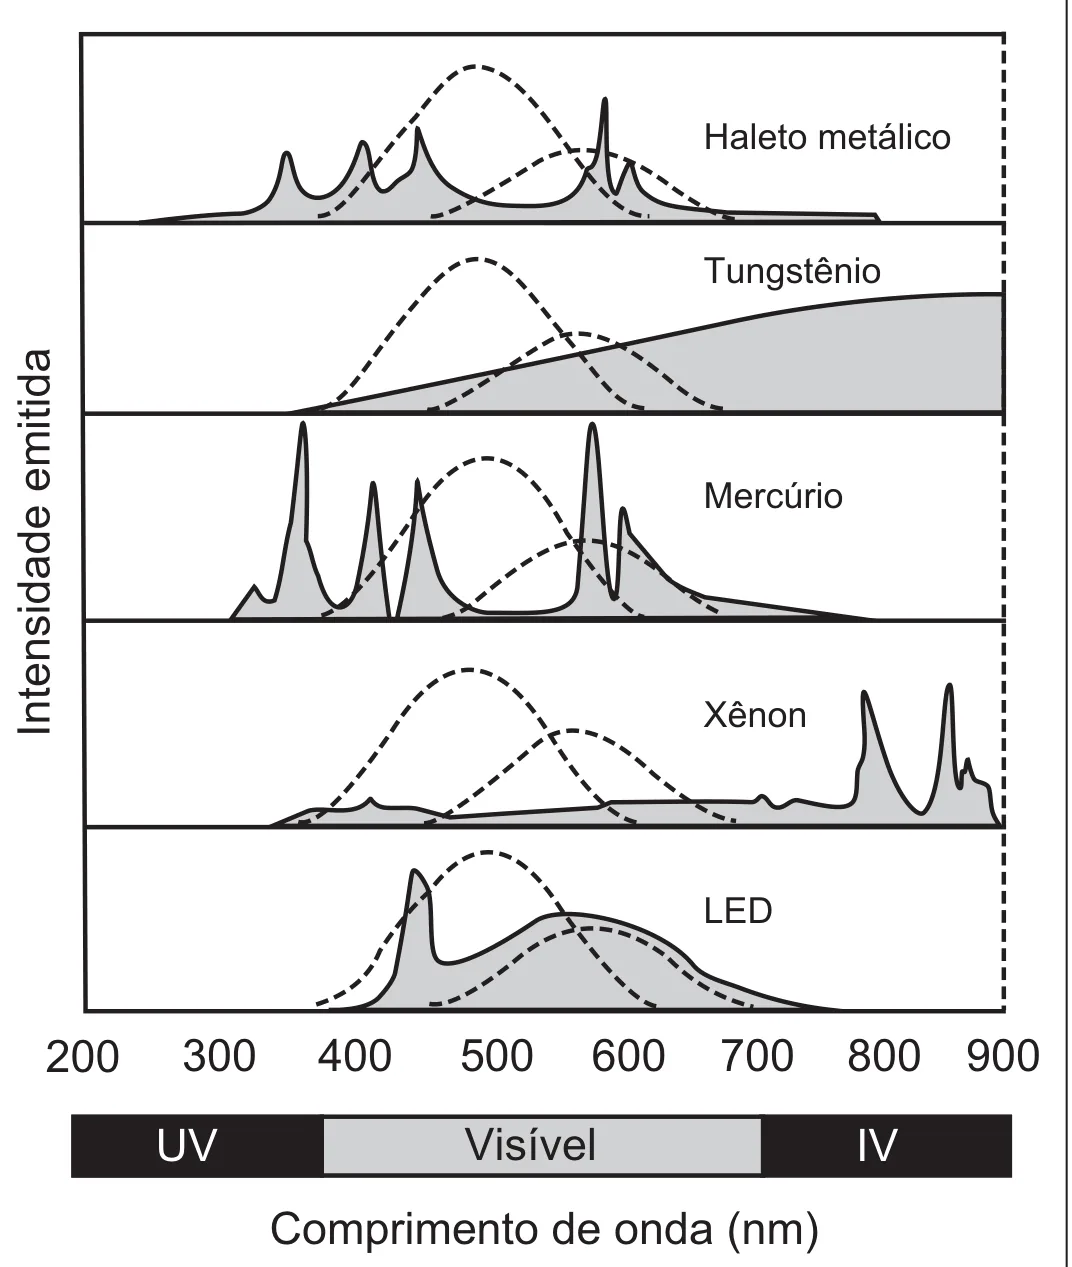 Intensidade emitida
Haleto metálico
Tungstênio
Mercúrio
Xênon
LED
200 300 400 500 600 700 800 900
UV Visível IV
Comprimento de onda (nm)